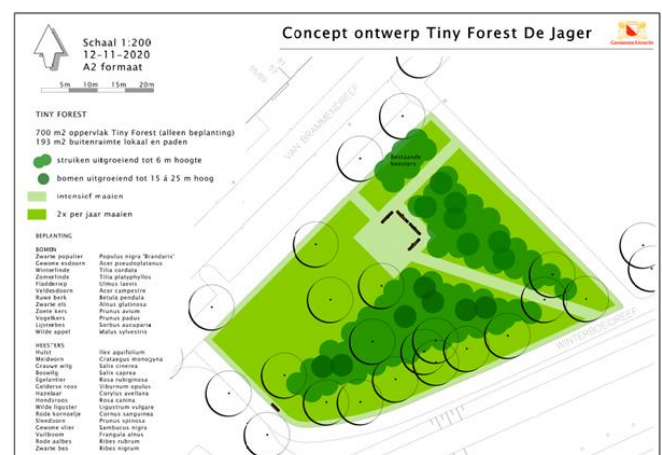 Concept ontwerp Tiny Forest De Jager
Gemeente Utrecht
Schaal 1:200
12-11-2020
A2 formaat
5m 10m 15m 20m
TINY FOREST
700 m2 oppervlak Tiny Forest (alleen beplanting)
193 m2 buitenruimte lokaal en paden
struiken uitgroeiend tot 6 m hoogte
bomen uitgroeiend tot 15 á 25 m hoog
intensief maaien
2x per jaar maaien
BEPLANTING
BOMEN
Zwarte populier Populus nigra 'Brandaris'
Gewone esdoorn Acer pseudoplatanus
Winterlinde Tilia cordata
Zomerlinde Tilia platyphyllos
Fladderiep Ulmus laevis
Veldesdoorn Acer campestre
Ruwe berk Betula pendula
Zwarte els Alnus glutinosa
Zoete kers Prunus avium
Vogelkers Prunus padus
Lijsterbes Sorbus aucuparia
Wilde appel Malus sylvestris
HEESTERS
Hulst Ilex aquifolium
Meidoorn Crataegus monogyna
Grauwe wilg Salix cinerea
Boswilg Salix caprea
Egelantier Rosa rubiginosa
Gelderse roos Viburnum opulus
Hazelaar Corylus avellana
Hondsroos Rosa canina
Wilde liguster Ligustrum vulgare
Rode kornoelje Cornus sanguinea
Sleedoorn Prunus spinosa
Gewone vlier Sambucus nigra
Vuilboom Frangula alnus
Rode aalbes Ribes rubrum
Zwarte bes Ribes nigrum
VAN BRAMMENDREEF
Bestaande
heesters
WINTERBOEIDREEF